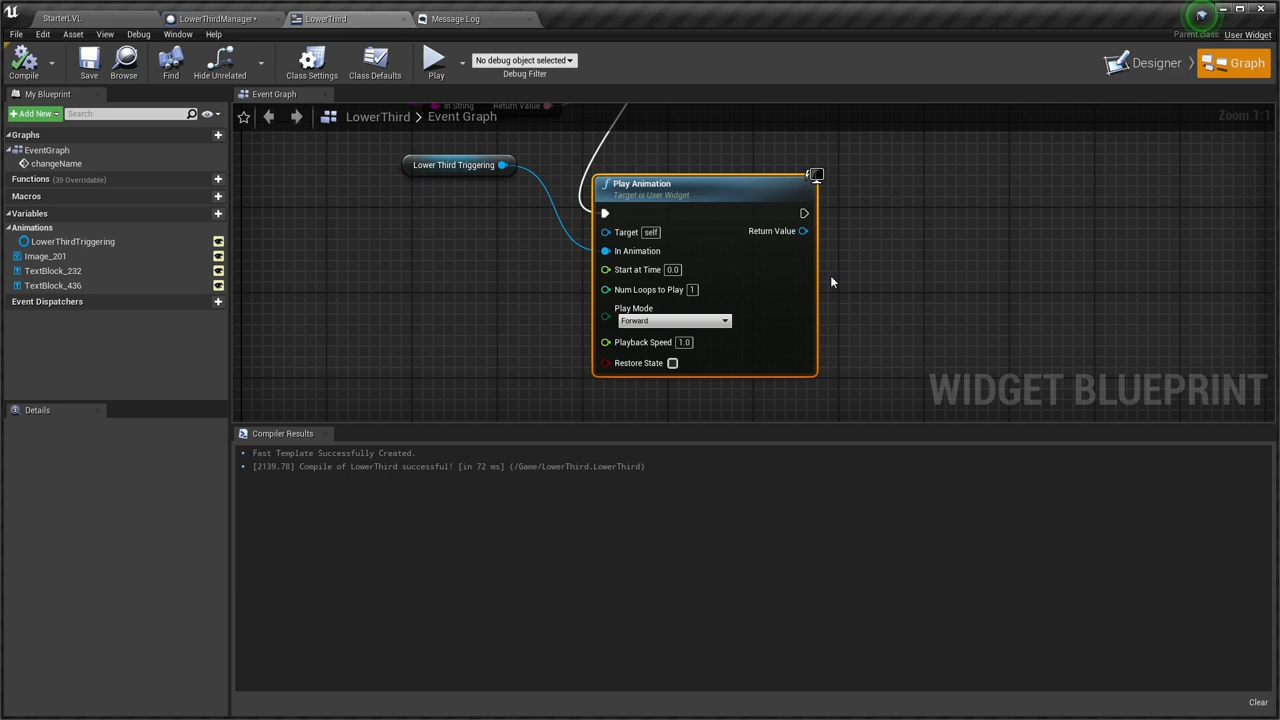 StarterLVL
LowerThirdManager*
LowerThird
Message Log
Parent class: User Widget
File Edit Asset View Debug Window Help
Compile
Save
Browse
Find
Hide Unrelated
Class Settings
Class Defaults
Play
No debug object selected
Debug Filter
Designer
Graph
My Blueprint
Event Graph
Add New
Search
LowerThird > Event Graph
Zoom 1:1
In String
Return Value
Graphs
EventGraph
changeName
Functions (39 Overridable)
Macros
Variables
Animations
LowerThirdTriggering
Image_201
TextBlock_232
TextBlock_436
Event Dispatchers
Lower Third Triggering
Play Animation
Target is User Widget
Target self
Return Value
In Animation
Start at Time 0.0
Num Loops to Play 1
Play Mode
Forward
Playback Speed 1.0
Restore State
WIDGET BLUEPRINT
Details
Compiler Results
Fast Template Successfully Created.
[2139.78] Compile of LowerThird successful! [in 72 ms] (/Game/LowerThird.LowerThird)
Clear